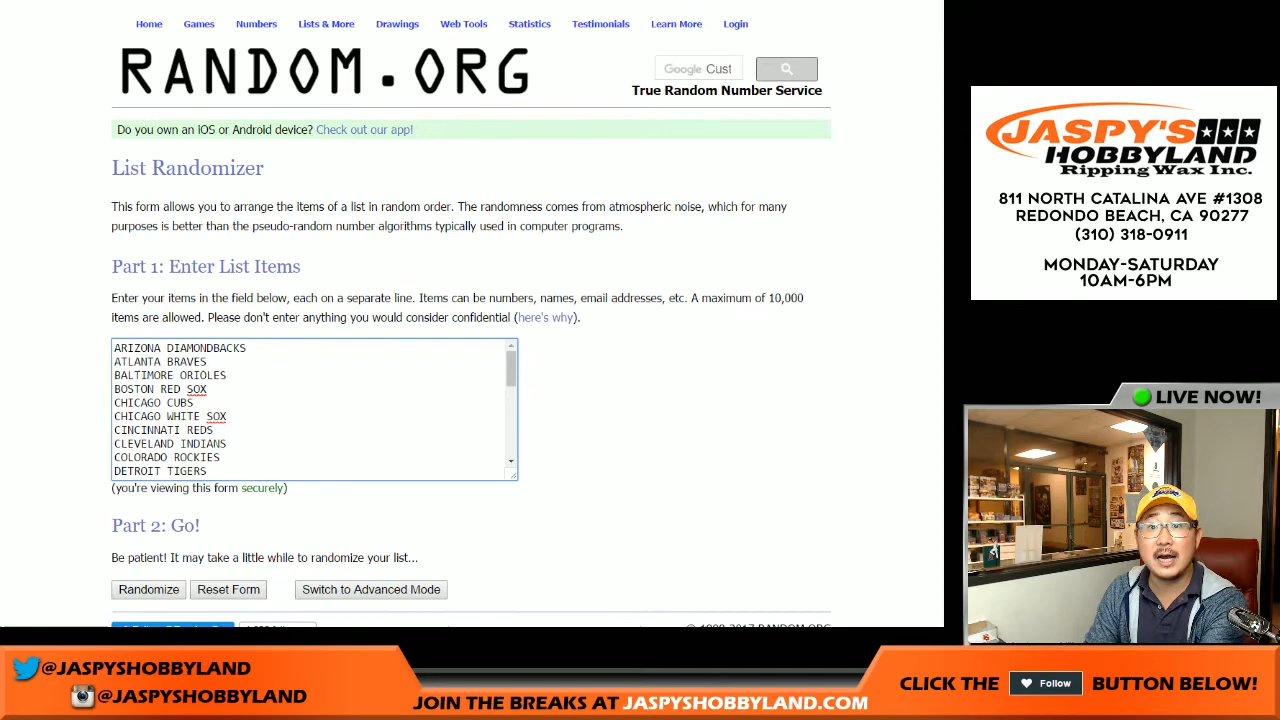 Home Games Numbers Lists & More Drawings Web Tools Statistics Testimonials Learn More Login
RANDOM.ORG
Google Cust
True Random Number Service
Do you own an iOS or Android device? Check out our app!
List Randomizer
This form allows you to arrange the items of a list in random order. The randomness comes from atmospheric noise, which for many
purposes is better than the pseudo-random number algorithms typically used in computer programs.
Part 1: Enter List Items
Enter your items in the field below, each on a separate line. Items can be numbers, names, email addresses, etc. A maximum of 10,000
items are allowed. Please don't enter anything you would consider confidential (here's why).
ARIZONA DIAMONDBACKS
ATLANTA BRAVES
BALTIMORE ORIOLES
BOSTON RED SOX
CHICAGO CUBS
CHICAGO WHITE SOX
CINCINNATI REDS
CLEVELAND INDIANS
COLORADO ROCKIES
DETROIT TIGERS
(you're viewing this form securely)
Part 2: Go!
Be patient! It may take a little while to randomize your list...
Randomize Reset Form Switch to Advanced Mode
JASPY'S
HOBBYLAND
Ripping Wax Inc.
811 NORTH CATALINA AVE #1308
REDONDO BEACH, CA 90277
(310) 318-0911
MONDAY-SATURDAY
10AM-6PM
LIVE NOW!
@JASPYSHOBBYLAND
@JASPYSHOBBYLAND
JOIN THE BREAKS AT JASPYSHOBBYLAND.COM
CLICK THE Follow BUTTON BELOW!